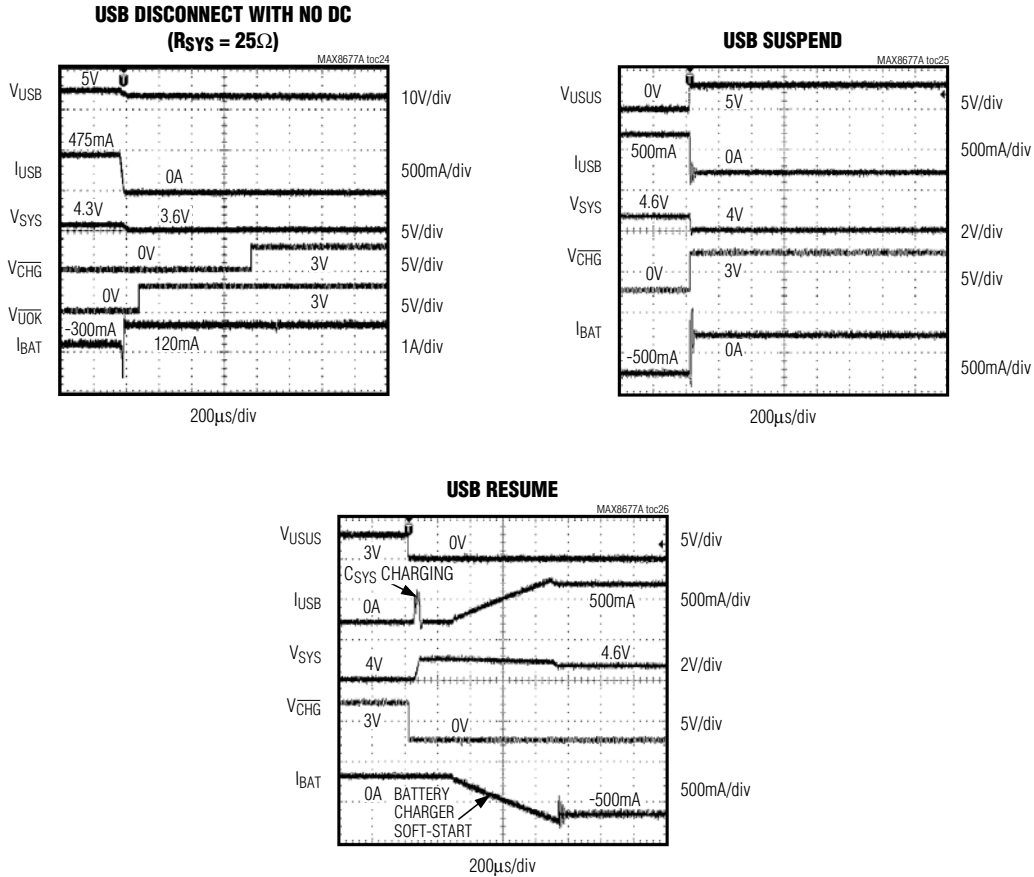 USB DISCONNECT WITH NO DC
(RSYS = 25Ω)
MAX8677A toc24
VUSB
5V
10V/div
475mA
IUSB
0A
500mA/div
VSYS
4.3V
3.6V
5V/div
VCHG
0V
3V
5V/div
VUOK
0V
3V
5V/div
IBAT
-300mA
120mA
1A/div
200µs/div
USB SUSPEND
MAX8677A toc25
VUSUS
0V
5V
5V/div
IUSB
500mA
0A
500mA/div
VSYS
4.6V
4V
2V/div
VCHG
0V
3V
5V/div
IBAT
-500mA
0A
500mA/div
200µs/div
USB RESUME
MAX8677A toc26
VUSUS
3V
0V
5V/div
CSYS CHARGING
IUSB
0A
500mA
500mA/div
VSYS
4V
4.6V
2V/div
VCHG
3V
0V
5V/div
IBAT
0A
BATTERY
CHARGER
SOFT-START
-500mA
500mA/div
200µs/div